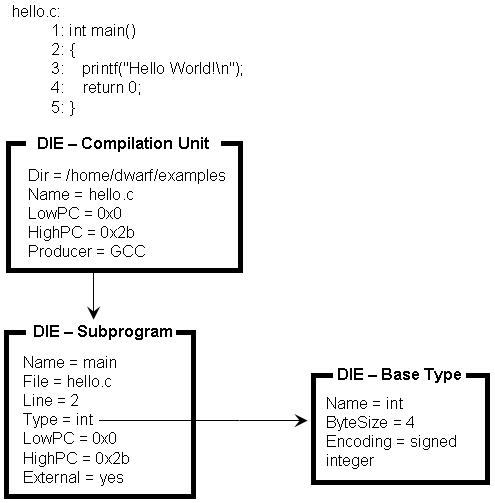 hello.c:
1: int main()
2: {
3: printf("Hello World!\n");
4: return 0;
5: }
DIE – Compilation Unit
Dir = /home/dwarf/examples
Name = hello.c
LowPC = 0x0
HighPC = 0x2b
Producer = GCC
DIE – Subprogram
Name = main
File = hello.c
Line = 2
Type = int
LowPC = 0x0
HighPC = 0x2b
External = yes
DIE – Base Type
Name = int
ByteSize = 4
Encoding = signed
integer